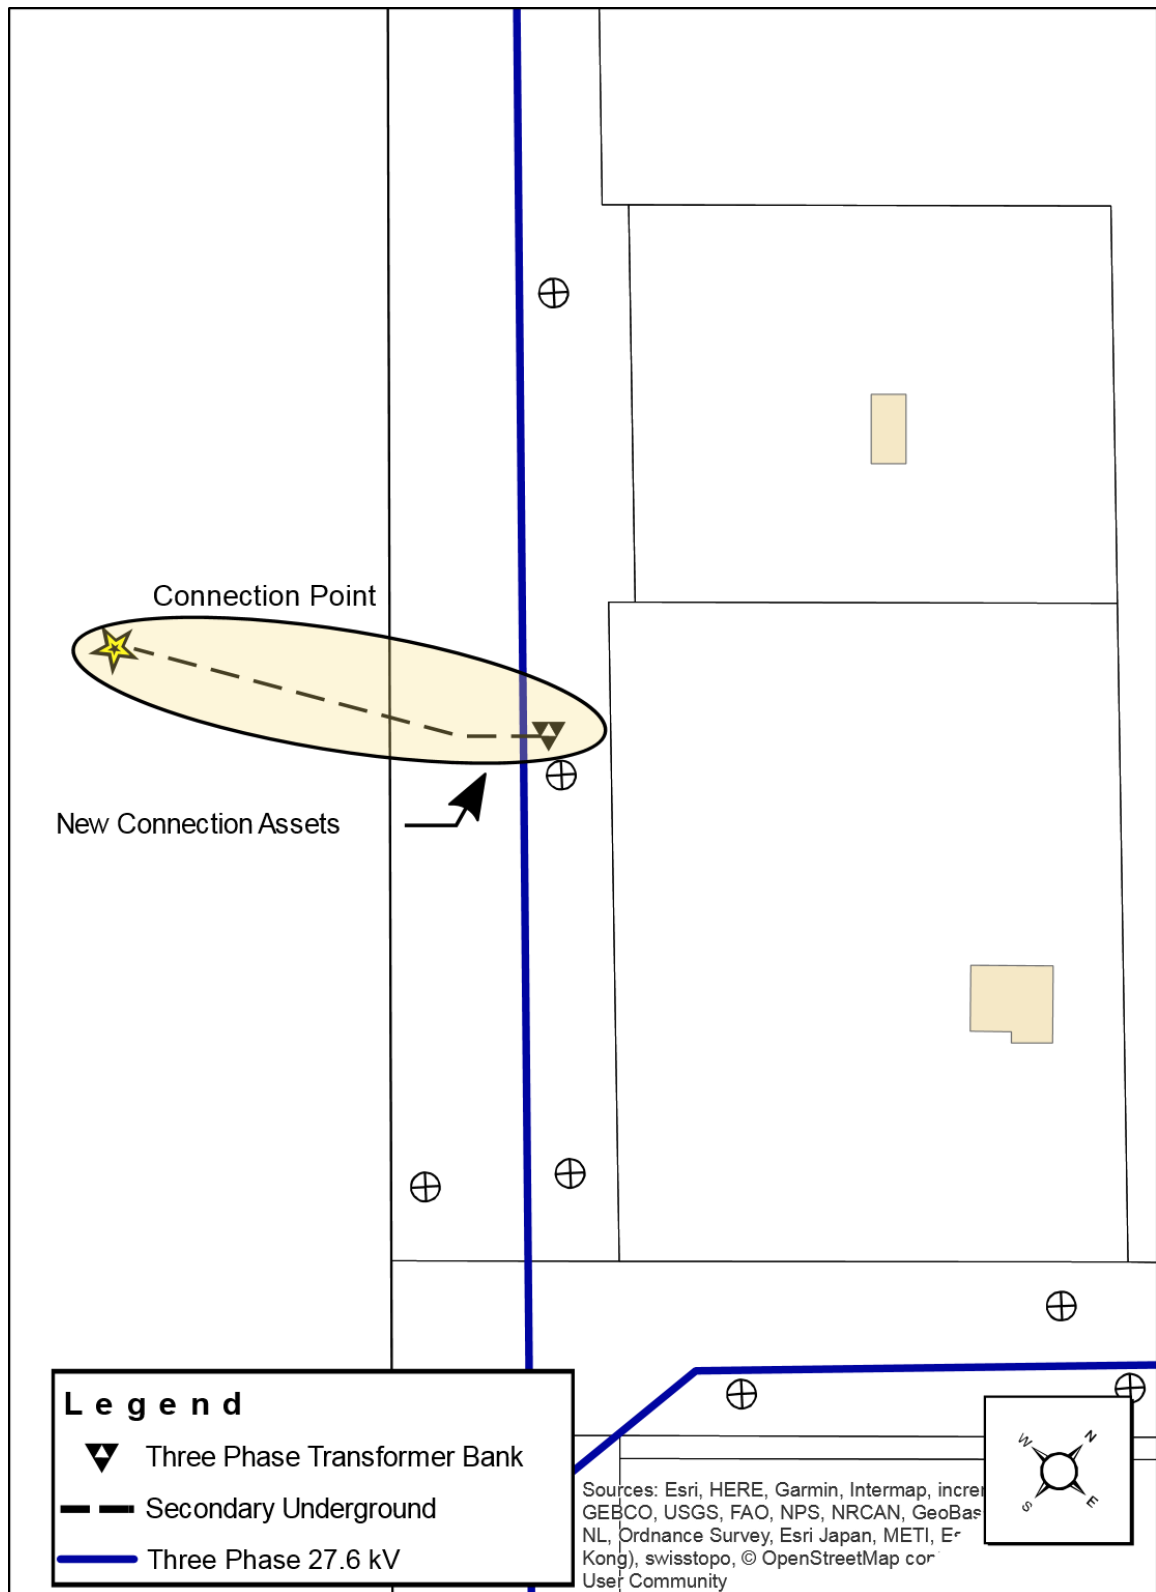 Connection Point
New Connection Assets
Legend
Three Phase Transformer Bank
Secondary Underground
Three Phase 27.6 kV
Sources: Esri, HERE, Garmin, Intermap,
GEBCO, USGS, FAO, NPS, NRCAN,
NL, Ordnance Survey, Esri Japan, METI,
Kong), swisstopo, © OpenStreetMap
User Community
W N
S E